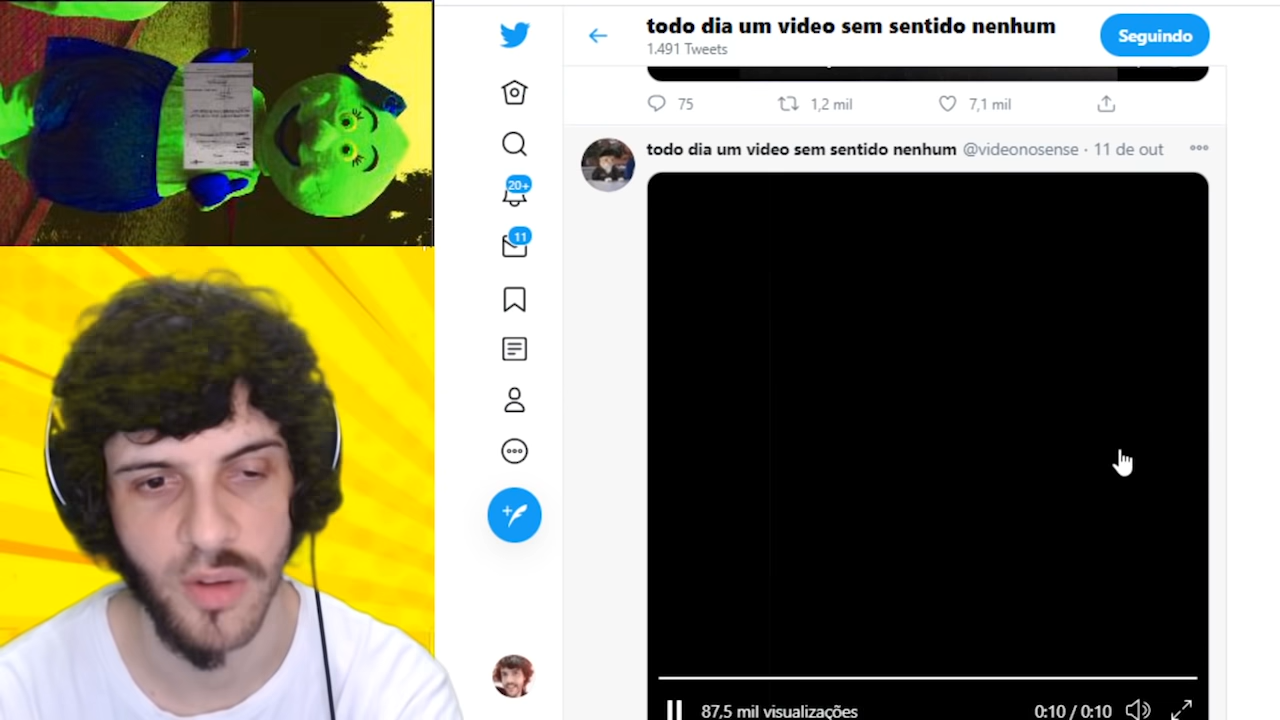 todo dia um video sem sentido nenhum
1.491 Tweets
Seguindo
75
1,2 mil
7,1 mil
todo dia um video sem sentido nenhum @videonosense · 11 de out
20+
11
87,5 mil visualizações
0:10 / 0:10